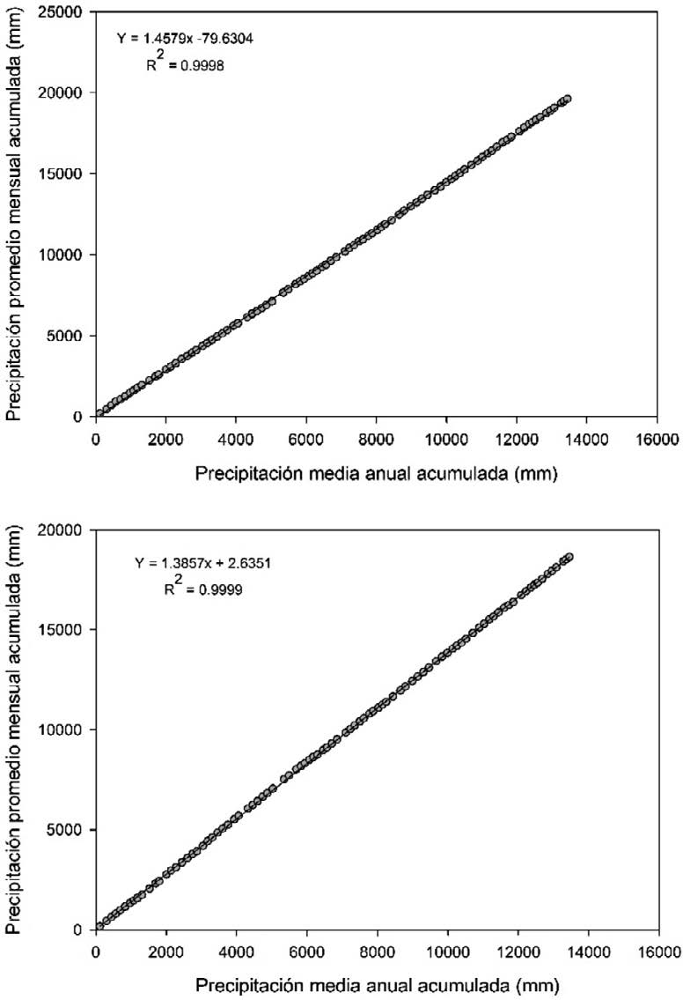 Precipitación promedio mensual acumulada (mm)
25000
20000
15000
10000
5000
0
Y = 1.4579x -79.6304
R2 = 0.9998
0 2000 4000 6000 8000 10000 12000 14000 16000
Precipitación media anual acumulada (mm)
Precipitación promedio mensual acumulada (mm)
20000
15000
10000
5000
0
Y = 1.3857x + 2.6351
R2 = 0.9999
0 2000 4000 6000 8000 10000 12000 14000 16000
Precipitación media anual acumulada (mm)